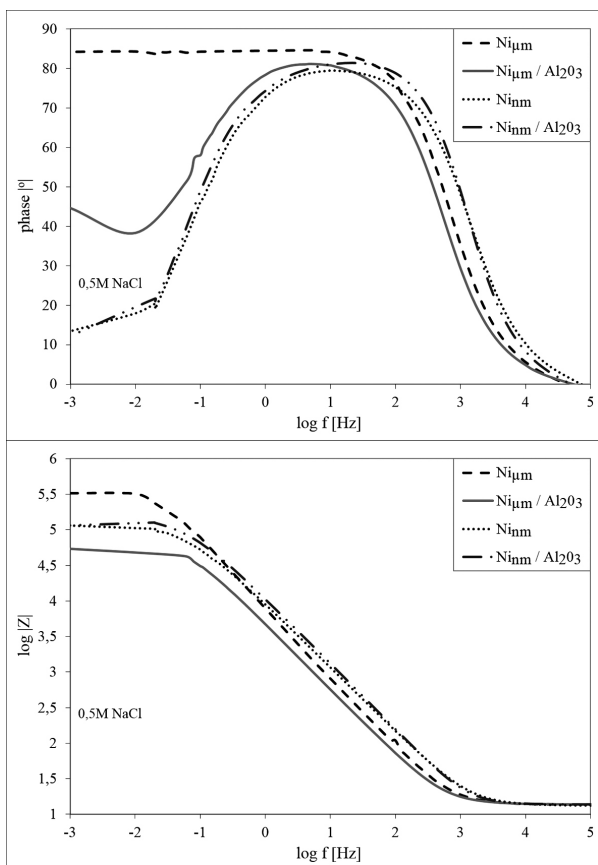 90
80
70
60
50
40
30
20
10
0
phase |º|
-3 -2 -1 0 1 2 3 4 5
log f [Hz]
0,5M NaCl
Niμm
Niμm / Al2O3
Ninm
Ninm / Al2O3
6
5,5
5
4,5
4
3,5
3
2,5
2
1,5
1
log |Z|
-3 -2 -1 0 1 2 3 4 5
log f [Hz]
0,5M NaCl
Niμm
Niμm / Al2O3
Ninm
Ninm / Al2O3